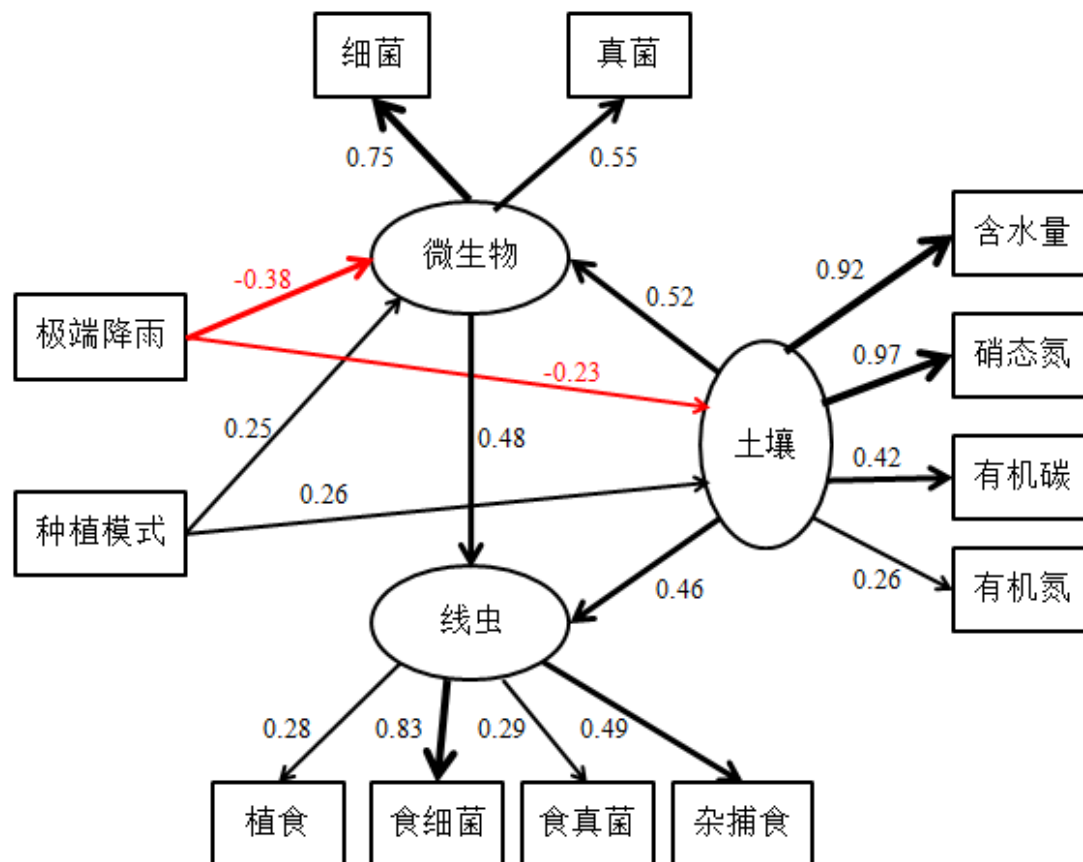 细菌
真菌
0.75
0.55
微生物
含水量
-0.38
0.52
0.92
极端降雨
硝态氮
-0.23
0.97
0.25
0.48
土壤
0.42
有机碳
种植模式
0.26
0.46
0.26
有机氮
线虫
0.28
0.83
0.29
0.49
植食
食细菌
食真菌
杂捕食